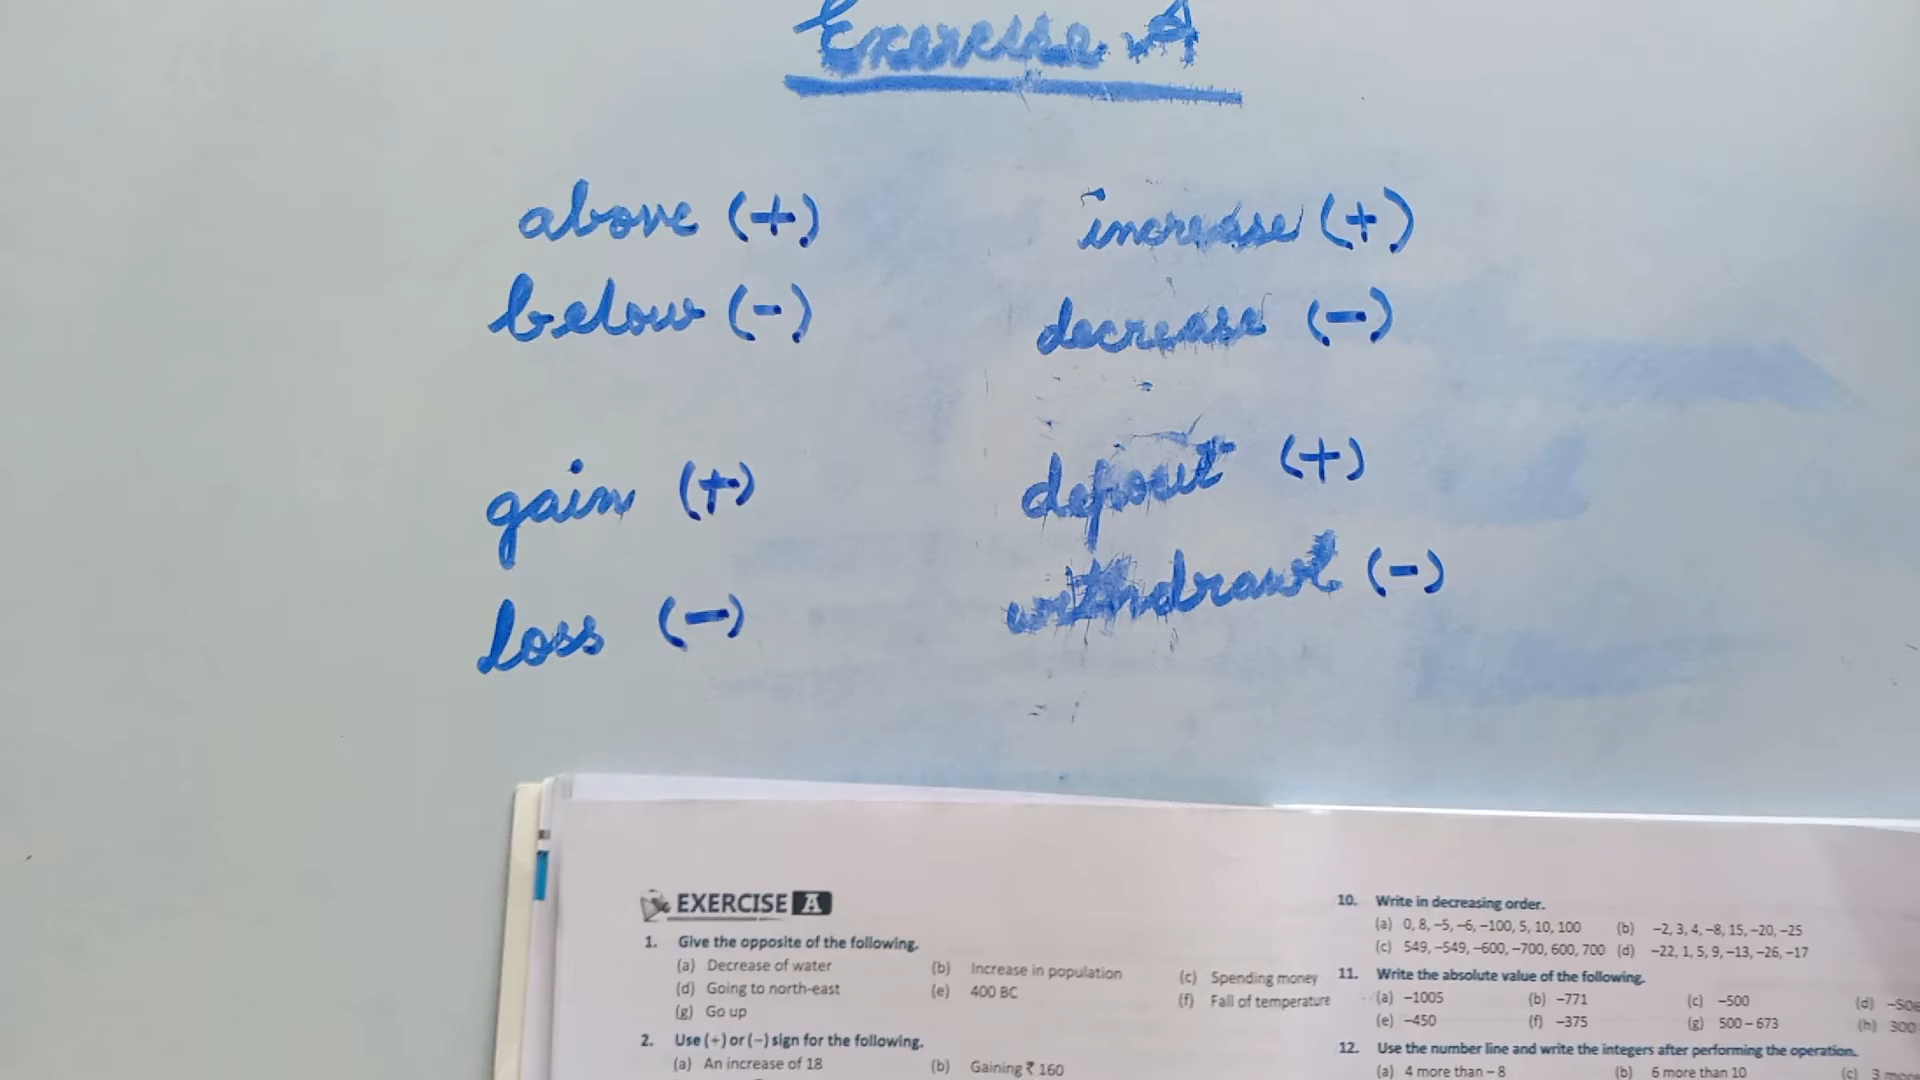 Exercise A
above (+)
below (-)
gain (+)
loss (-)
increase (+)
decrease (-)
deposit (+)
withdrawl (-)
EXERCISE A
1. Give the opposite of the following.
(a) Decrease of water (b) Increase in population (c) Spending money
(d) Going to north-east (e) 400 BC (f) Fall of temperature
(g) Go up
2. Use (+) or (–) sign for the following.
(a) An increase of 18 (b) Gaining ₹ 160
10. Write in decreasing order.
(a) 0, 8, –5, –6, –100, 5, 10, 100 (b) –2, 3, 4, –8, 15, –20, –25
(c) 549, –549, –600, –700, 600, 700 (d) –22, 1, 5, 9, –13, –26, –17
11. Write the absolute value of the following.
(a) –1005 (b) –771 (c) –500 (d)
(e) –450 (f) –375 (g) 500 – 673 (h) 300
12. Use the number line and write the integers after performing the operation.
(a) 4 more than – 8 (b) 6 more than 10 (c) 3